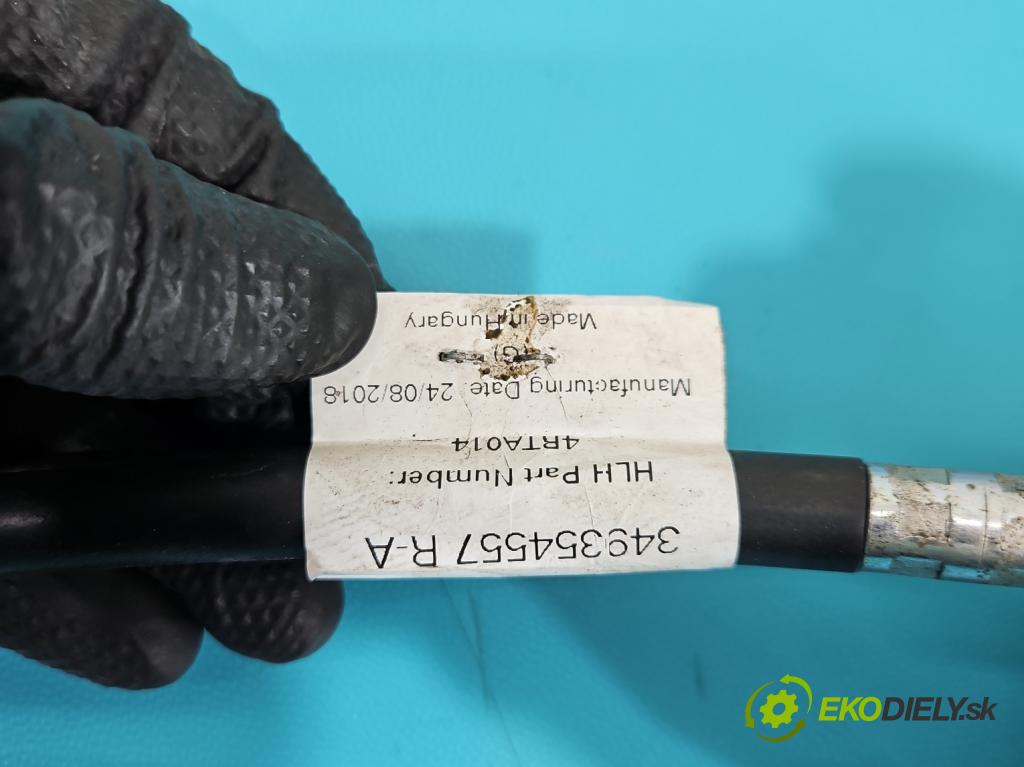 349354557 R-A
HLH Part Number:
4RTA014
Manufacturing Date: 24/08/2018
(G)
Made in Hungary
EKODIELY.sk